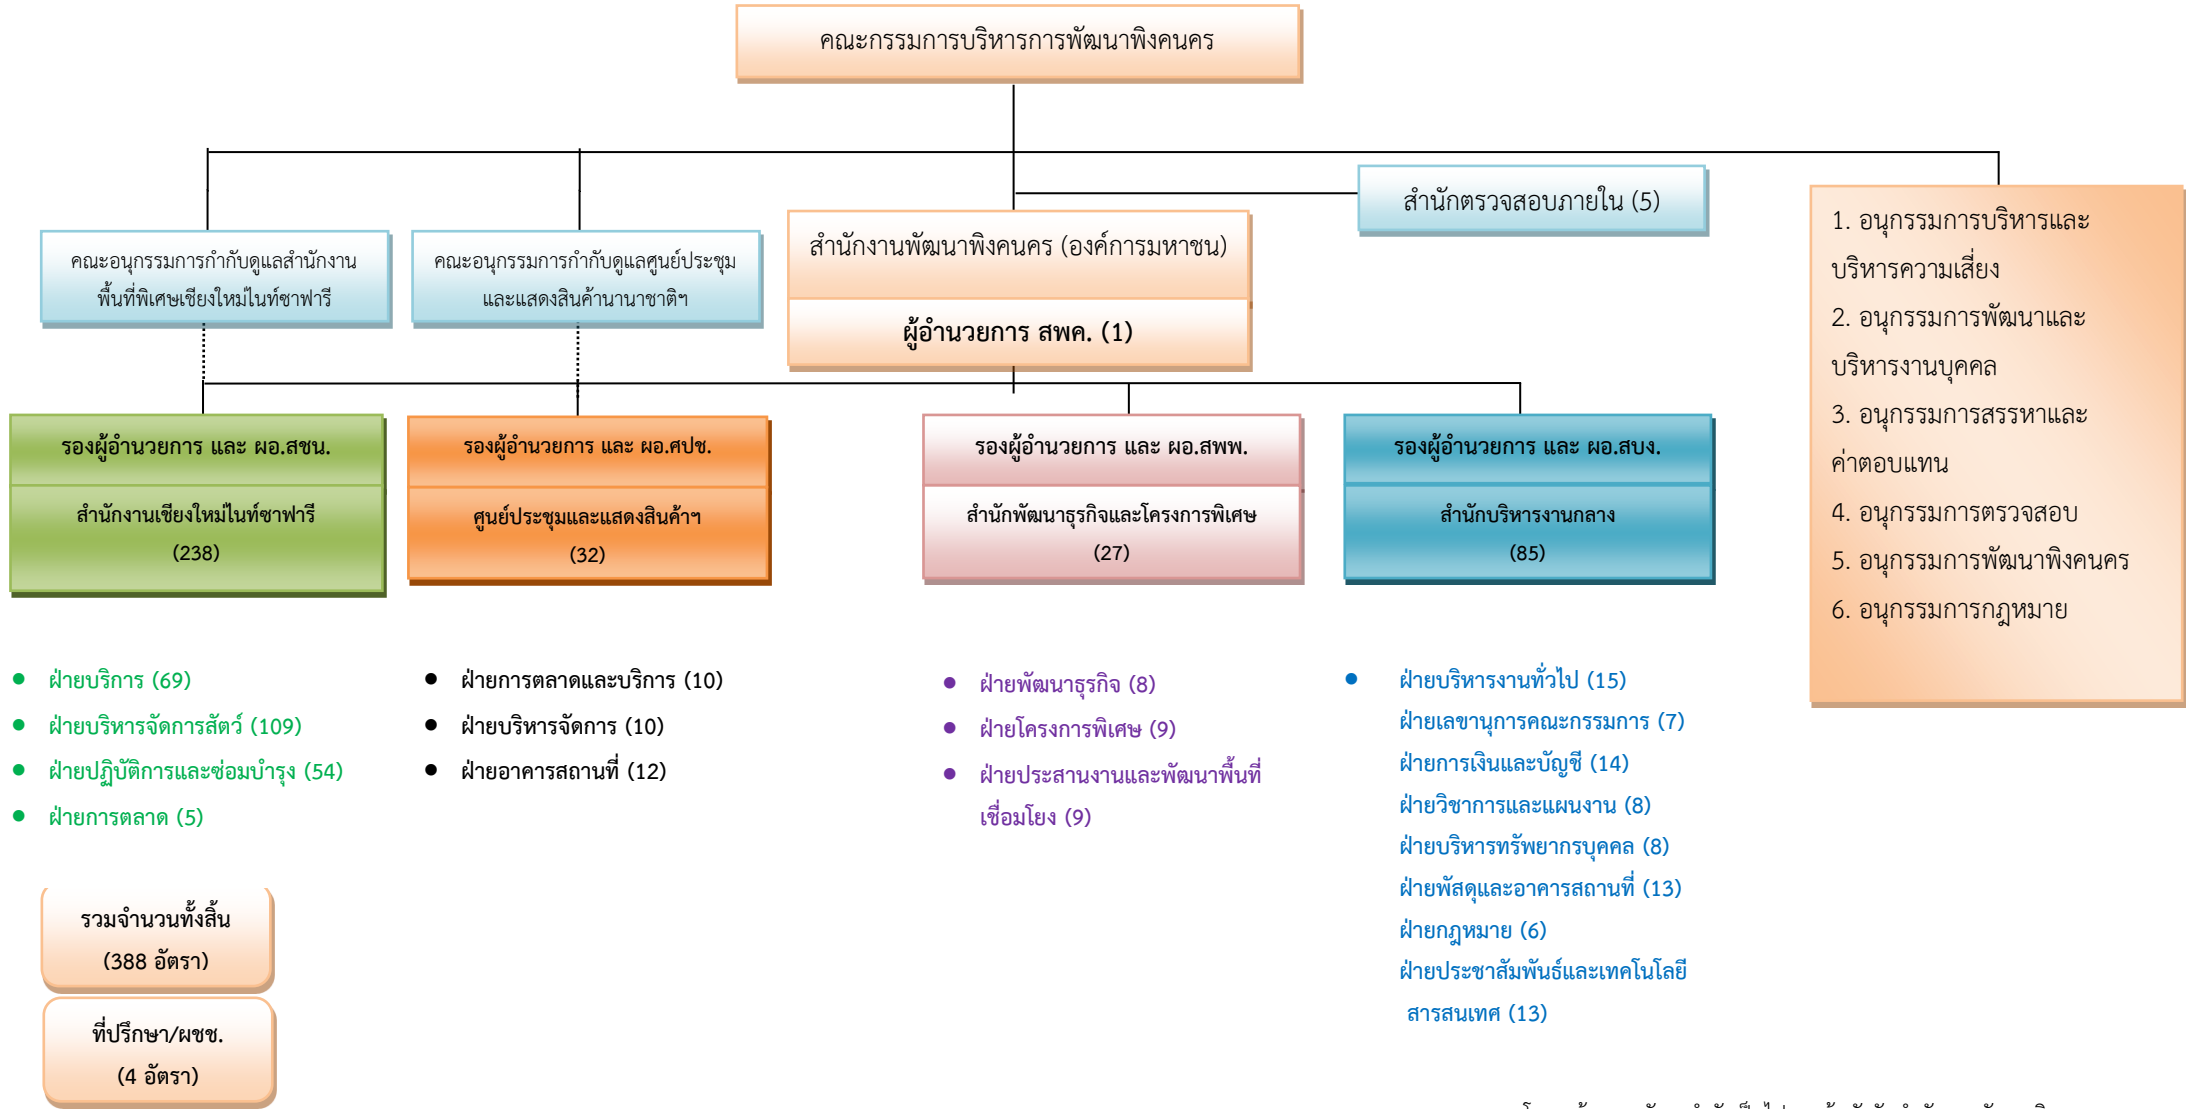 คณะกรรมการบริหารการพัฒนาพิงคนคร
สำนักตรวจสอบภายใน (5)
คณะอนุกรรมการกำกับดูแลสำนักงาน
พื้นที่พิเศษเชียงใหม่ไนท์ซาฟารี
คณะอนุกรรมการกำกับดูแลศูนย์ประชุม
และแสดงสินค้านานาชาติฯ
สำนักงานพัฒนาพิงคนคร (องค์การมหาชน)
ผู้อำนวยการ สพค. (1)
1. อนุกรรมการบริหารและ
บริหารความเสี่ยง
2. อนุกรรมการพัฒนาและ
บริหารงานบุคคล
3. อนุกรรมการสรรหาและ
ค่าตอบแทน
4. อนุกรรมการตรวจสอบ
5. อนุกรรมการพัฒนาพิงคนคร
6. อนุกรรมการกฎหมาย
รองผู้อำนวยการ และ ผอ.สชน.
สำนักงานเชียงใหม่ไนท์ซาฟารี
(238)
รองผู้อำนวยการ และ ผอ.ศปช.
ศูนย์ประชุมและแสดงสินค้าฯ
(32)
รองผู้อำนวยการ และ ผอ.สพพ.
สำนักพัฒนาธุรกิจและโครงการพิเศษ
(27)
รองผู้อำนวยการ และ ผอ.สบง.
สำนักบริหารงานกลาง
(85)
• ฝ่ายบริการ (69)
• ฝ่ายบริหารจัดการสัตว์ (109)
• ฝ่ายปฏิบัติการและซ่อมบำรุง (54)
• ฝ่ายการตลาด (5)
• ฝ่ายการตลาดและบริการ (10)
• ฝ่ายบริหารจัดการ (10)
• ฝ่ายอาคารสถานที่ (12)
• ฝ่ายพัฒนาธุรกิจ (8)
• ฝ่ายโครงการพิเศษ (9)
• ฝ่ายประสานงานและพัฒนาพื้นที่
เชื่อมโยง (9)
• ฝ่ายบริหารงานทั่วไป (15)
ฝ่ายเลขานุการคณะกรรมการ (7)
ฝ่ายการเงินและบัญชี (14)
ฝ่ายวิชาการและแผนงาน (8)
ฝ่ายบริหารทรัพยากรบุคคล (8)
ฝ่ายพัสดุและอาคารสถานที่ (13)
ฝ่ายกฎหมาย (6)
ฝ่ายประชาสัมพันธ์และเทคโนโลยี
สารสนเทศ (13)
รวมจำนวนทั้งสิ้น
(388 อัตรา)
ที่ปรึกษา/ผชช.
(4 อัตรา)